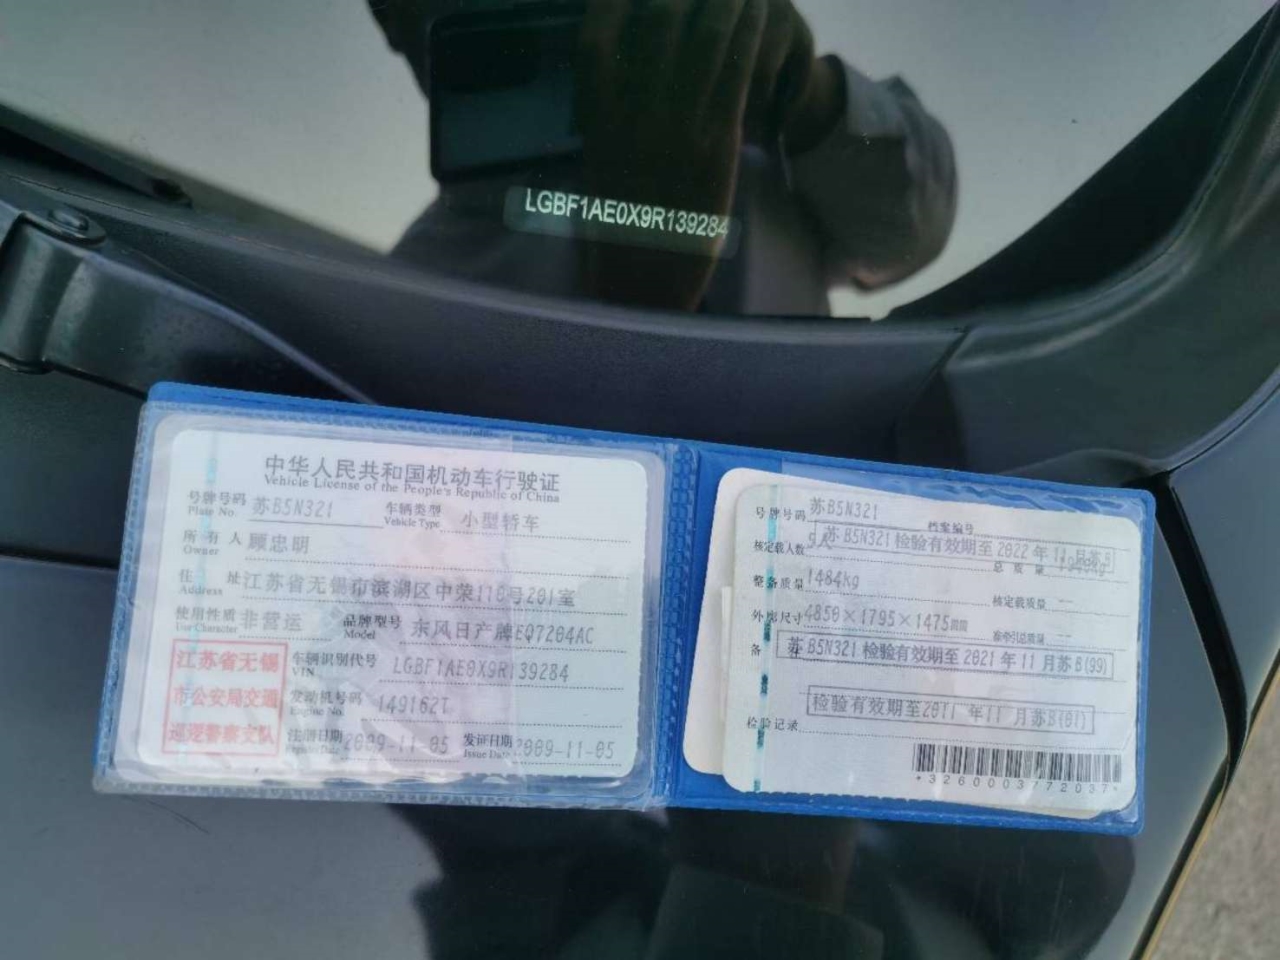 LGBF1AE0X9R139284
中华人民共和国机动车行驶证
Vehicle License of the People's Republic of China
号牌号码 苏B5N321 车辆类型 小型轿车
Plate No. Vehicle Type
所有人 顾忠明
Owner
住址 江苏省无锡市滨湖区中荣118号201室
Address
使用性质 非营运 品牌型号 东风日产牌EQ7204AC
Use Character Model
江苏省无锡
市公安局交通
巡逻警察支队
车辆识别代号 LGBF1AE0X9R139284
VIN
发动机号码 149162T
Engine No.
注册日期 2009-11-05 发证日期 2009-11-05
Register Date Issue Date
号牌号码 苏B5N321 档案编号
核定载人数 5人 苏B5N321检验有效期至2022年11月苏B
总质量
整备质量 1484kg 核定载质量 --
外廓尺寸 4850×1795×1475mm 准牵引总质量 --
备 苏B5N321检验有效期至2021年11月苏B(99)
检验有效期至2011年11月苏B(01)
检验记录
*3260003772037*